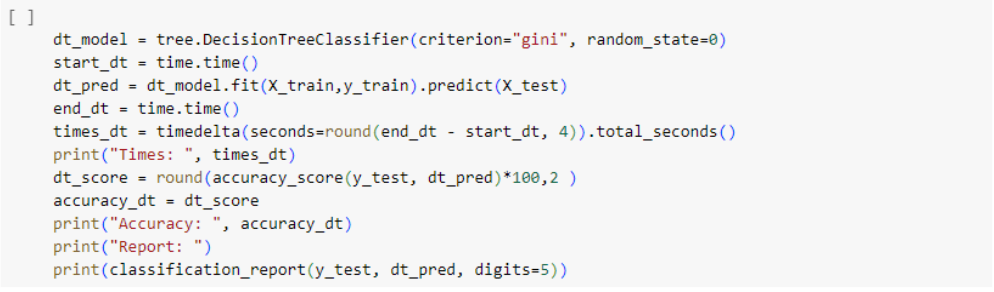 [ ]
dt_model = tree.DecisionTreeClassifier(criterion="gini", random_state=0)
start_dt = time.time()
dt_pred = dt_model.fit(X_train,y_train).predict(X_test)
end_dt = time.time()
times_dt = timedelta(seconds=round(end_dt - start_dt, 4)).total_seconds()
print("Times: ", times_dt)
dt_score = round(accuracy_score(y_test, dt_pred)*100,2 )
accuracy_dt = dt_score
print("Accuracy: ", accuracy_dt)
print("Report: ")
print(classification_report(y_test, dt_pred, digits=5))